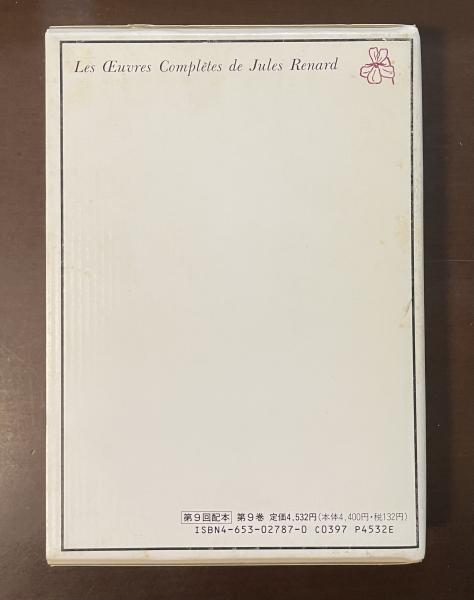 Les Œuvres Complètes de Jules Renard
第9回配本 第9巻 定価4,532円(本体4,400円・税132円)
ISBN4-653-02787-0 C0397 P4532E